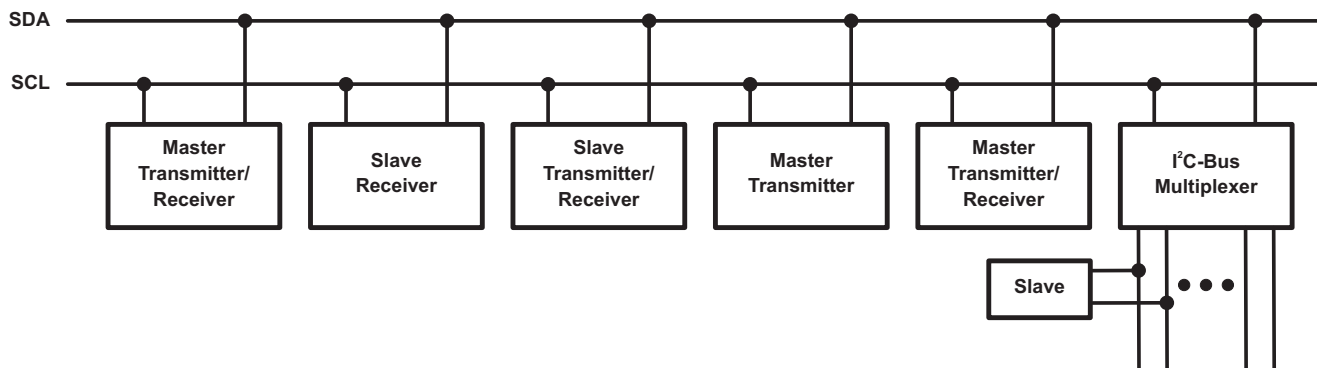 SDA
SCL
Master
Transmitter/
Receiver
Slave
Receiver
Slave
Transmitter/
Receiver
Master
Transmitter
Master
Transmitter/
Receiver
I²C-Bus
Multiplexer
Slave